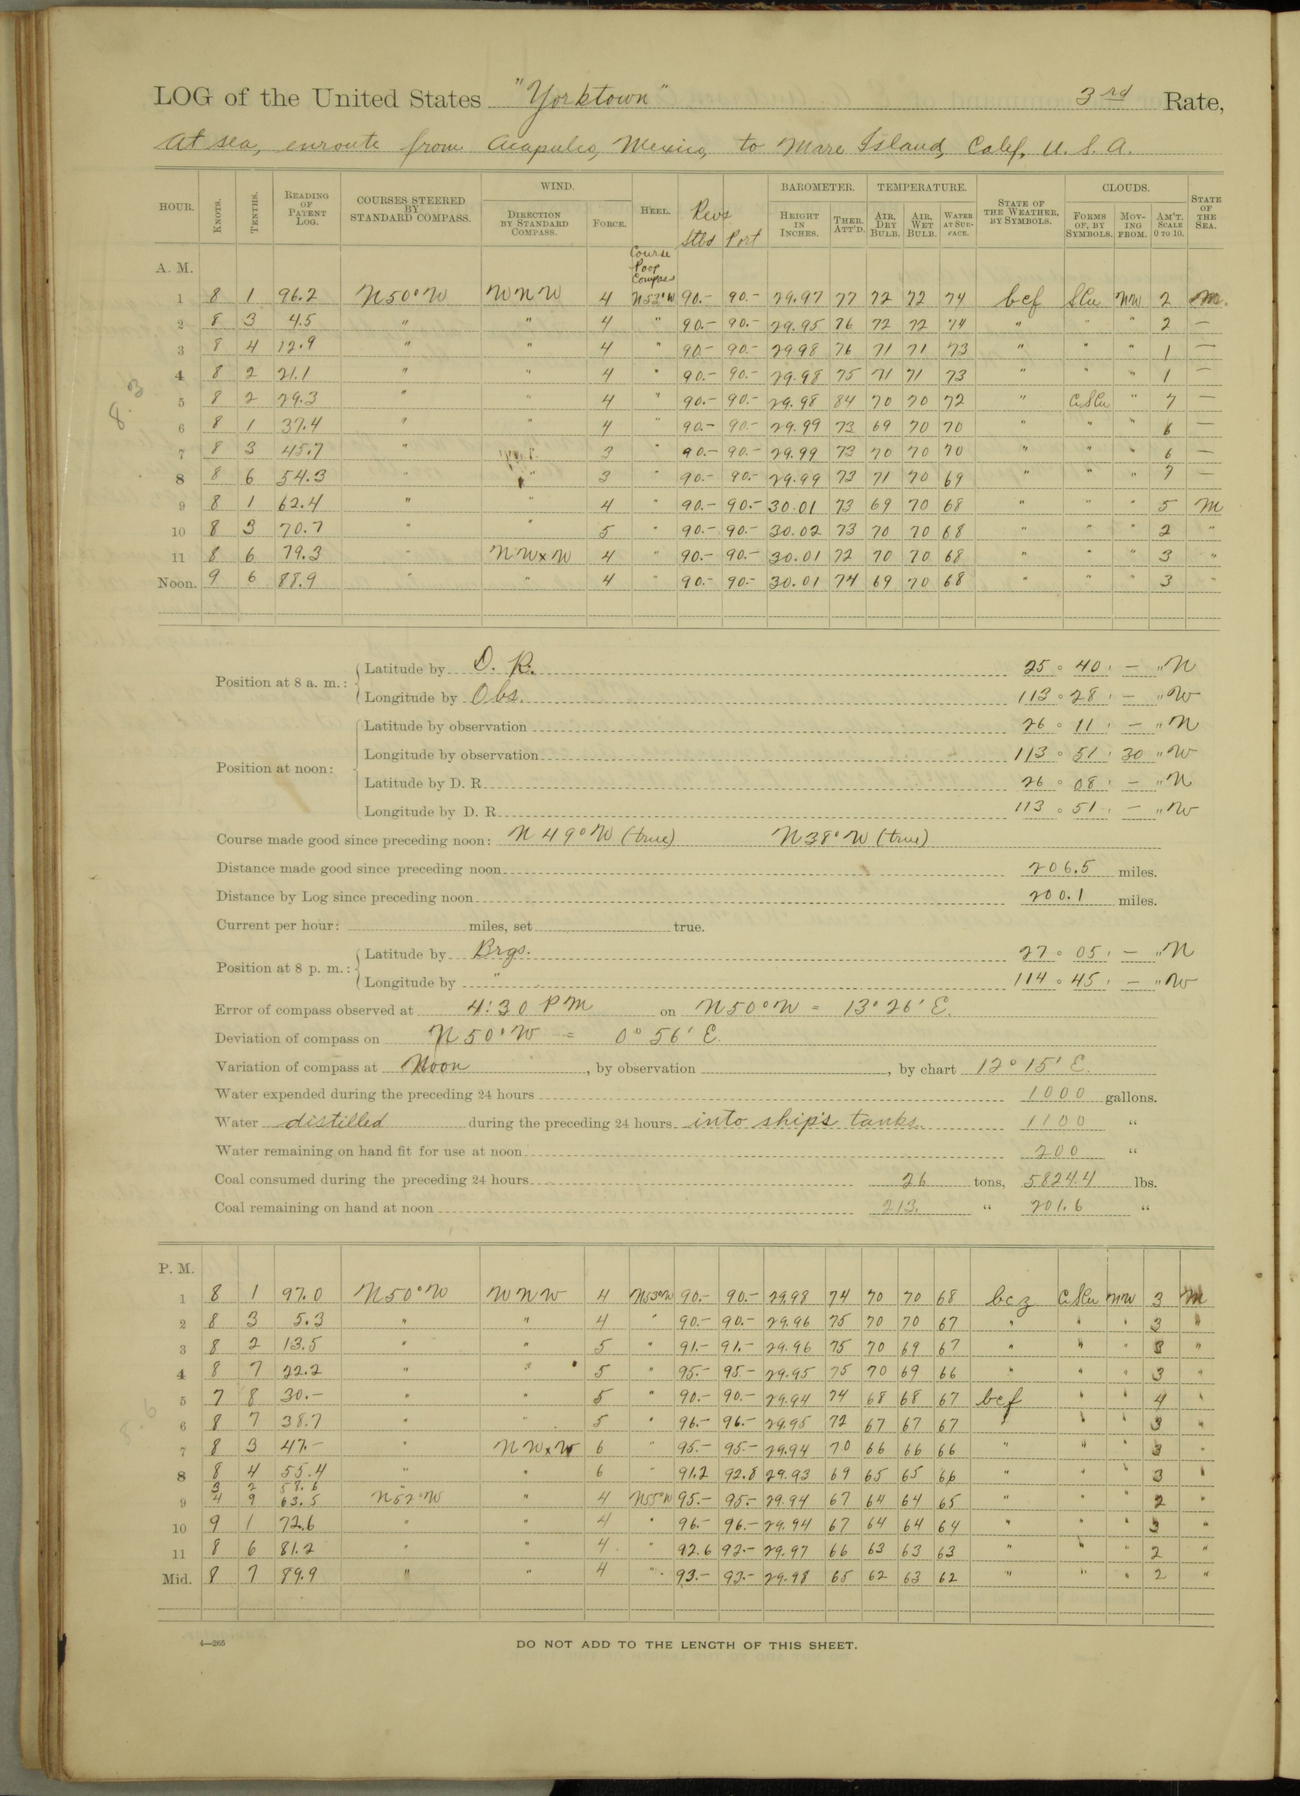 LOG of the United States "Yorktown" 3rd Rate,
At sea, enroute from Acapulco, Mexico, to Mare Island, Calif, U. S. A.
HOUR. KNOTS. TENTHS. READING OF PATENT LOG. COURSES STEERED BY STANDARD COMPASS. WIND. DIRECTION BY STANDARD COMPASS. FORCE. HEEL. Revs Stbd Port BAROMETER. HEIGHT IN INCHES. THER. ATT'D. TEMPERATURE. AIR, DRY BULB. AIR, WET BULB. WATER AT SURFACE. STATE OF THE WEATHER, BY SYMBOLS. CLOUDS. FORMS OF, BY SYMBOLS. MOVING FROM. AM'T. SCALE 0 TO 10. STATE OF THE SEA.
A. M. Course Poop Compass
1 8 1 96.2 N50°W WNW 4 N53°W 90.- 90.- 29.97 77 72 72 74 bcf SCu NW 2 M.
2 8 3 4.5 " " 4 " 90.- 90.- 29.95 76 72 72 74 " " " 2 —
3 8 4 12.9 " " 4 " 90.- 90.- 29.98 76 71 71 73 " " " 1 —
4 8 2 21.1 " " 4 " 90.- 90.- 29.98 75 71 71 73 " " " 1 —
5 8 2 29.3 " " 4 " 90.- 90.- 29.98 84 70 70 72 " C.SCu " 7 —
6 8 1 37.4 " " 4 " 90.- 90.- 29.99 73 69 70 70 " " " 6 —
7 8 3 45.7 " 3 " 90.- 90.- 29.99 73 70 70 70 " " " 6 —
8 8 6 54.3 " " 3 " 90.- 90.- 29.99 73 71 70 69 " " " 7 —
9 8 1 62.4 " " 4 " 90.- 90.- 30.01 73 69 70 68 " " " 5 M
10 8 3 70.7 " " 5 " 90.- 90.- 30.02 73 70 70 68 " " " 2 "
11 8 6 79.3 " NWxW 4 " 90.- 90.- 30.01 72 70 70 68 " " " 3 "
Noon. 9 6 88.9 " " 4 " 90.- 90.- 30.01 74 69 70 68 " " " 3 "
8.3
Position at 8 a. m.: Latitude by D. R. 25 ° 40 ' — " N
Longitude by Obs. 113 ° 28 ' — " W
Position at noon: Latitude by observation 26 ° 11 ' — " N
Longitude by observation 113 ° 51 ' 30 " W
Latitude by D. R. 26 ° 08 ' — " N
Longitude by D. R. 113 ° 51 ' — " W
Course made good since preceding noon: N 49° W (true) N38°W (true)
Distance made good since preceding noon 206.5 miles.
Distance by Log since preceding noon 200.1 miles.
Current per hour: miles, set true.
Position at 8 p. m.: Latitude by Brgs. 27 ° 05 ' — " N
Longitude by " 114 ° 45 ' — " W
Error of compass observed at 4:30 PM on N50°W = 13° 26' E.
Deviation of compass on N50°W = 0° 56' E.
Variation of compass at Noon, by observation , by chart 12° 15' E.
Water expended during the preceding 24 hours 1000 gallons.
Water distilled during the preceding 24 hours into ship's tanks. 1100 "
Water remaining on hand fit for use at noon 200 "
Coal consumed during the preceding 24 hours 26 tons, 58244 lbs.
Coal remaining on hand at noon 213. " 201.6 "
P. M.
1 8 1 97.0 N50°W WNW 4 N53°W 90.- 90.- 29.98 74 70 70 68 bcz C.SCu NW 3 M
2 8 3 5.3 " " 4 " 90.- 90.- 29.96 75 70 70 67 " " " 3 "
3 8 2 13.5 " " 5 " 91.- 91.- 29.96 75 70 69 67 " " " 3 "
4 8 7 22.2 " " 5 " 95.- 95.- 29.95 75 70 69 66 " " " 3 "
5 7 8 30.- " " 5 " 90.- 90.- 29.94 74 68 68 67 bcf " " 4 "
6 8 7 38.7 " " 5 " 96.- 96.- 29.95 72 67 67 67 " " " 3 "
7 8 3 47.- " NWxW 6 " 95.- 95.- 29.94 70 66 66 66 " " " 3 "
8 8 4 55.4 " " 6 " 91.2 92.8 29.93 69 65 65 66 " " " 3 "
3 2 58.6 "
9 4 9 63.5 N52°W " 4 N55°W 95.- 95.- 29.94 67 64 64 65 " " " 2 "
10 9 1 72.6 " " 4 " 96.- 96.- 29.94 67 64 64 64 " " " 3 "
11 8 6 81.2 " " 4 " 92.6 93.- 29.97 66 63 63 63 " " " 2 "
Mid. 8 7 89.9 " " 4 " 93.- 93.- 29.98 65 62 63 62 " " " 2 "
8.6
4—265
DO NOT ADD TO THE LENGTH OF THIS SHEET.